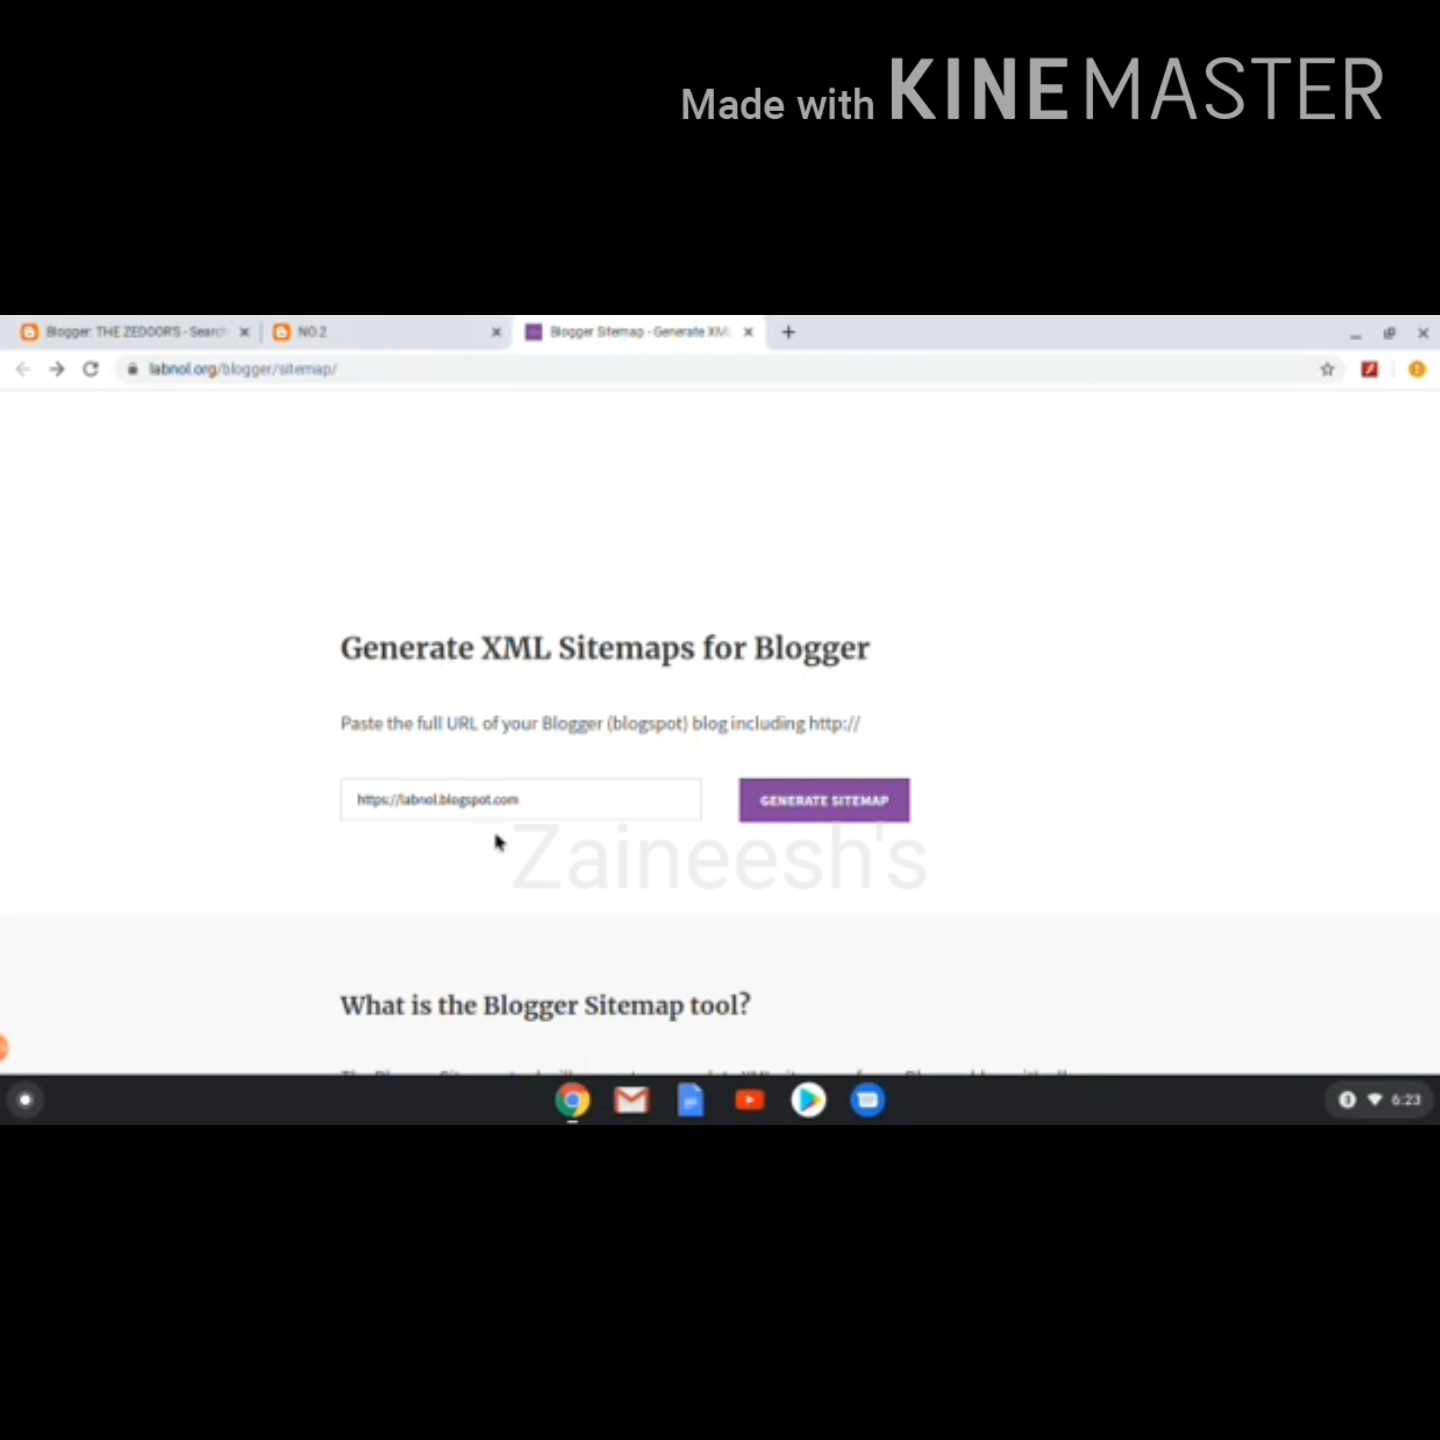 Made with KINEMASTER
Blogger: THE ZEDOOR'S - Search
NO.2
Blogger Sitemap - Generate XML
labnol.org/blogger/sitemap/
Generate XML Sitemaps for Blogger
Paste the full URL of your Blogger (blogspot) blog including http://
https://labnol.blogspot.com
GENERATE SITEMAP
Zaineesh's
What is the Blogger Sitemap tool?
6:23